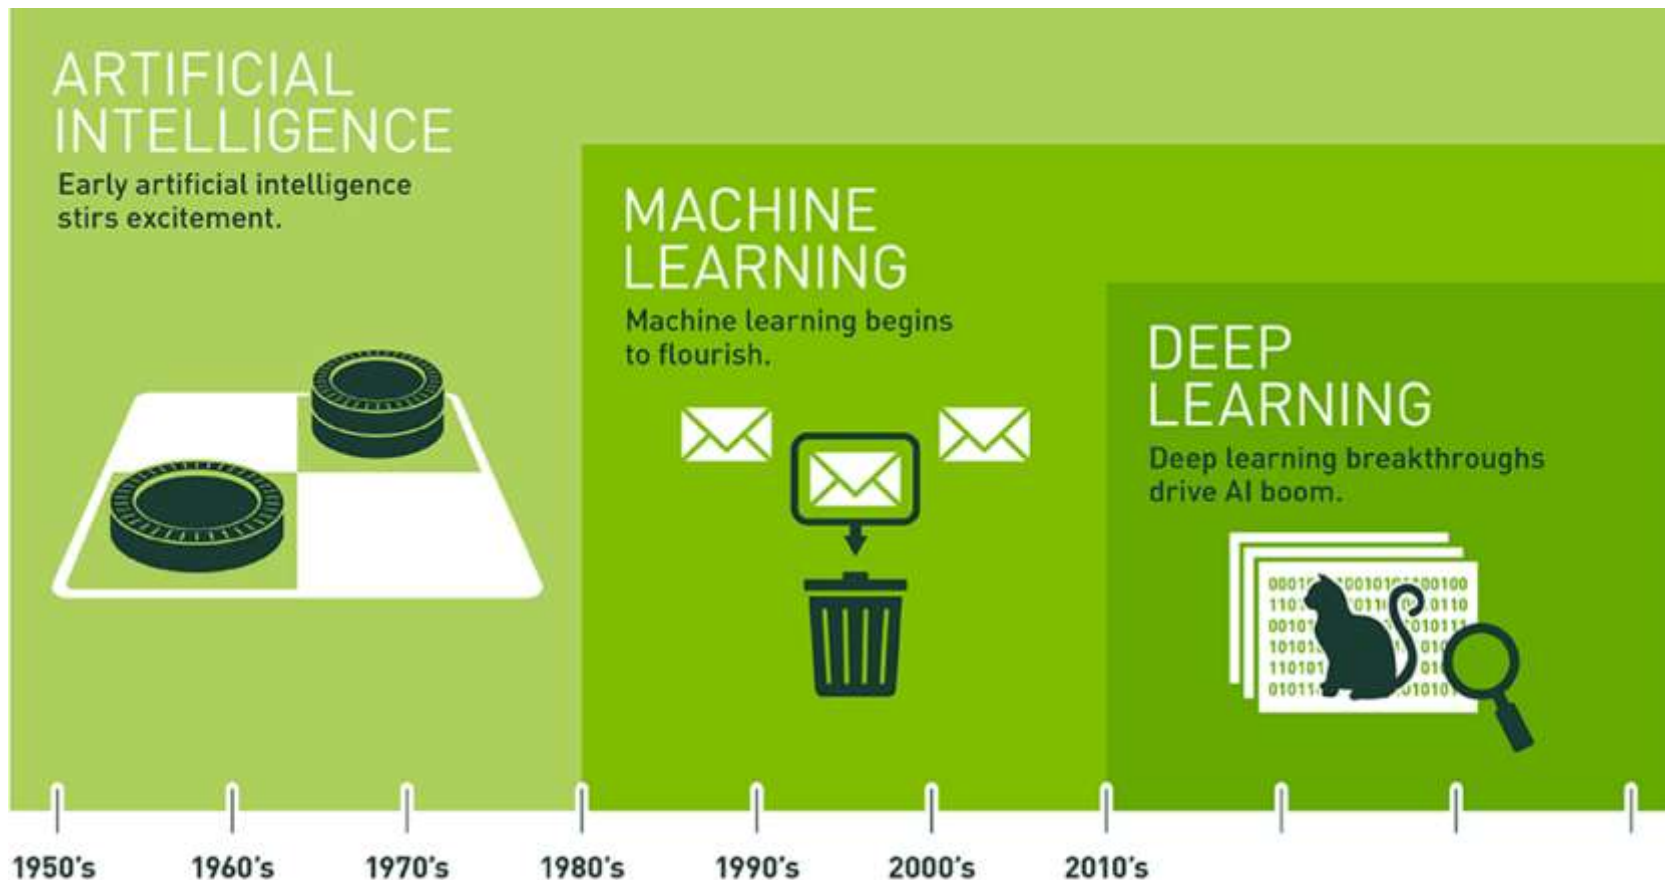 ARTIFICIAL
INTELLIGENCE
Early artificial intelligence
stirs excitement.
MACHINE
LEARNING
Machine learning begins
to flourish.
DEEP
LEARNING
Deep learning breakthroughs
drive AI boom.
1950's 1960's 1970's 1980's 1990's 2000's 2010's